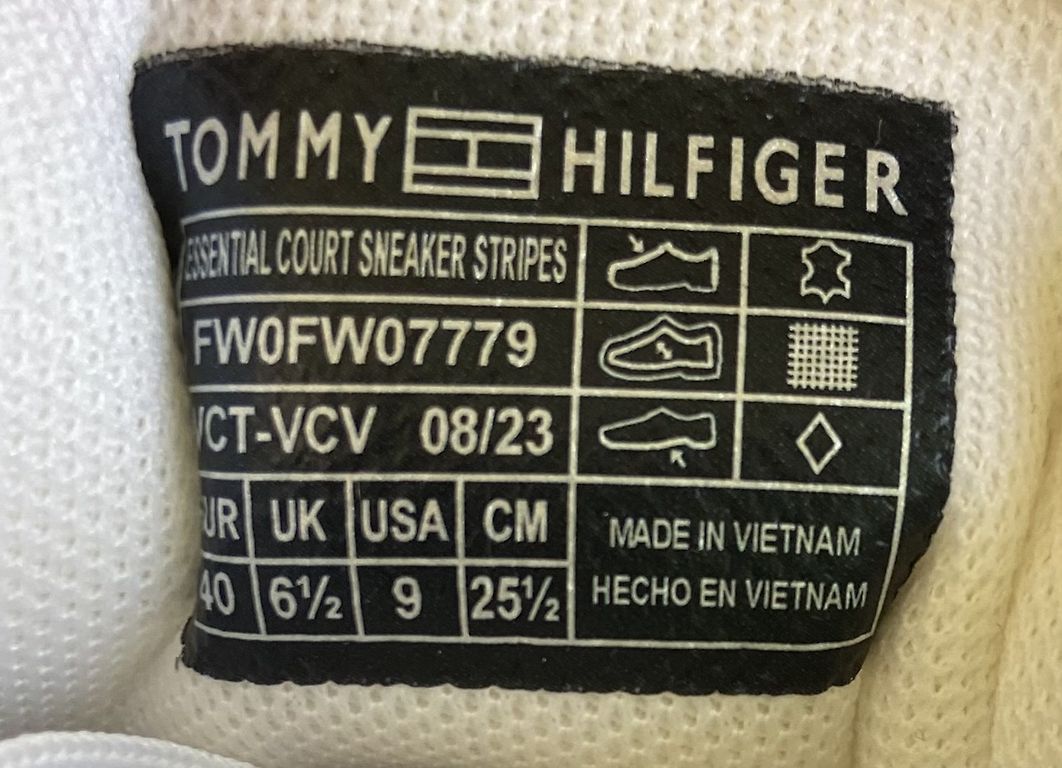 TOMMY HILFIGER
ESSENTIAL COURT SNEAKER STRIPES
FW0FW07779
VCT-VCV 08/23
EUR UK USA CM
40 6½ 9 25½
MADE IN VIETNAM
HECHO EN VIETNAM